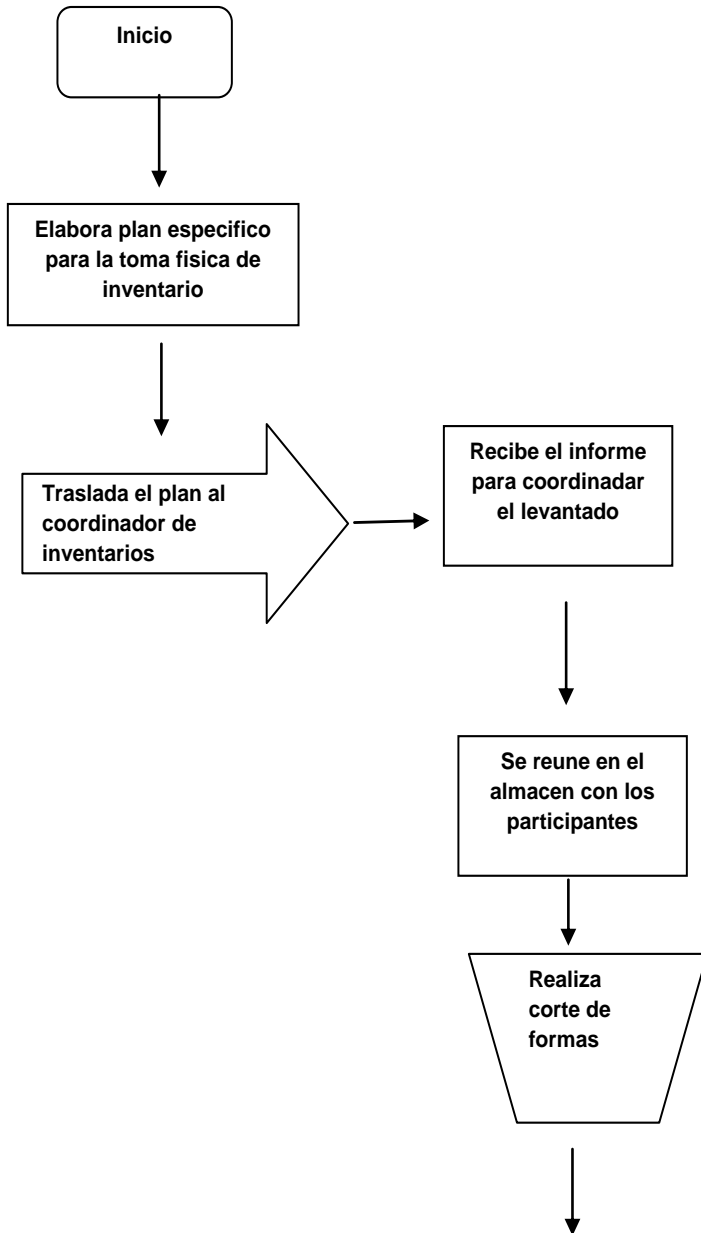 Inicio
Elabora plan especifico
para la toma fisica de
inventario
Traslada el plan al
coordinador de
inventarios
Recibe el informe
para coordinadar
el levantado
Se reune en el
almacen con los
participantes
Realiza
corte de
formas